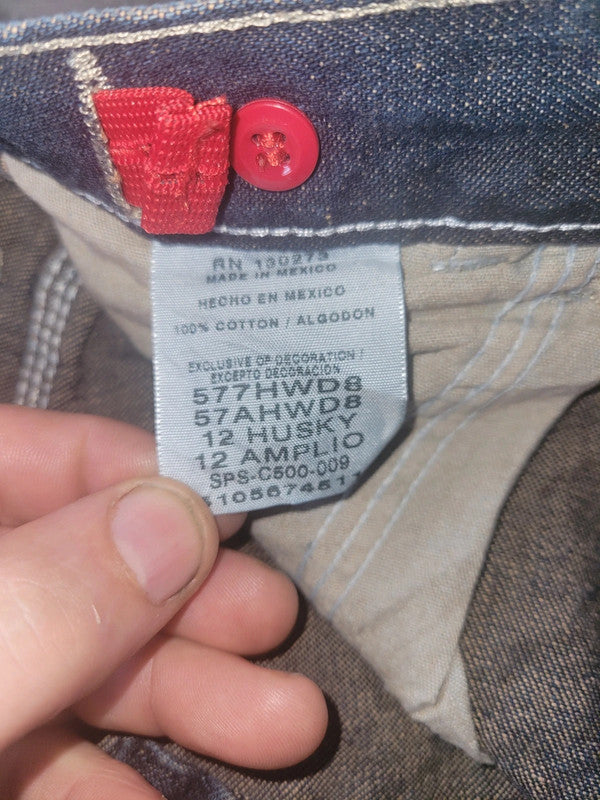 RN 130273
MADE IN MEXICO
HECHO EN MEXICO
100% COTTON / ALGODON
EXCLUSIVE OF DECORATION /
EXCEPTO DECORACION
577HWD8
57AHWD8
12 HUSKY
12 AMPLIO
SPS-C500-009